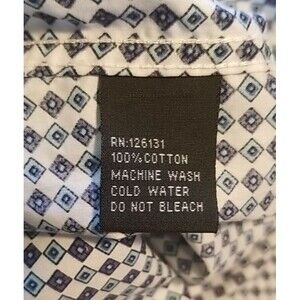 RN:126131
100% COTTON
MACHINE WASH
COLD WATER
DO NOT BLEACH